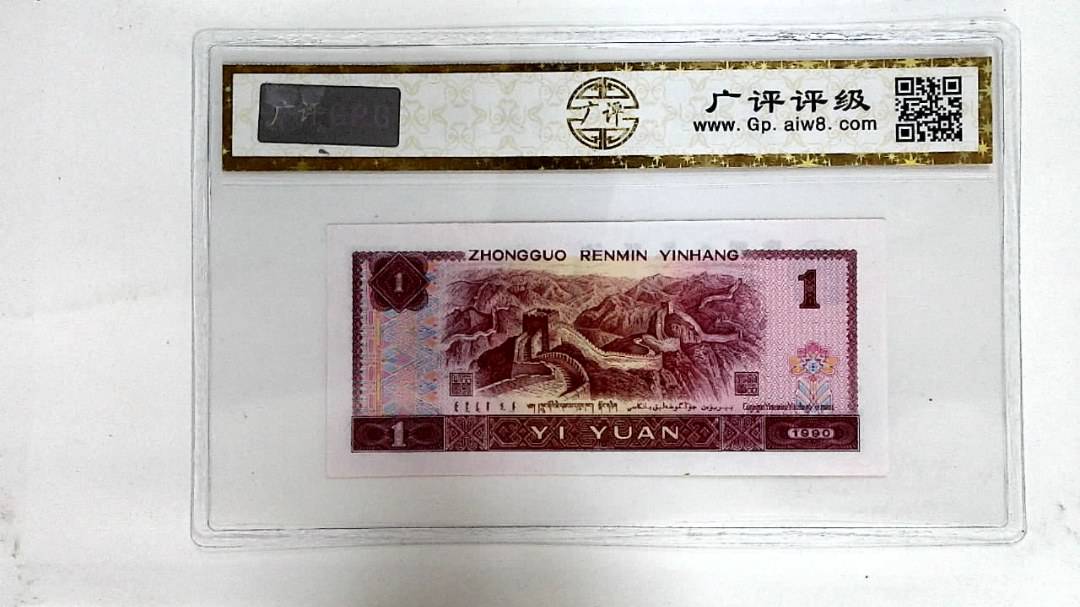 广评GPG
广评
广评评级
www.Gp.aiw8.com
ZHONGGUO RENMIN YINHANG
1
1
1
YI YUAN
1990